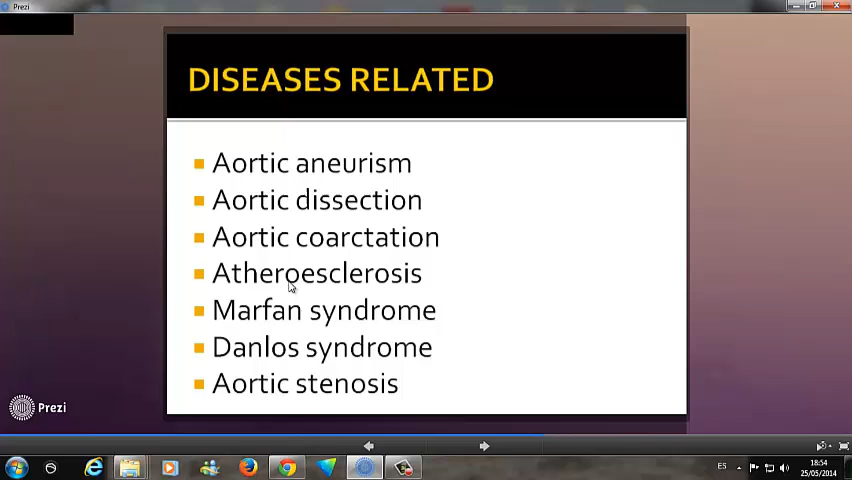 Prezi
DISEASES RELATED
Aortic aneurism
Aortic dissection
Aortic coarctation
Atheroesclerosis
Marfan syndrome
Danlos syndrome
Aortic stenosis
Prezi
ES
18:54
25/05/2014